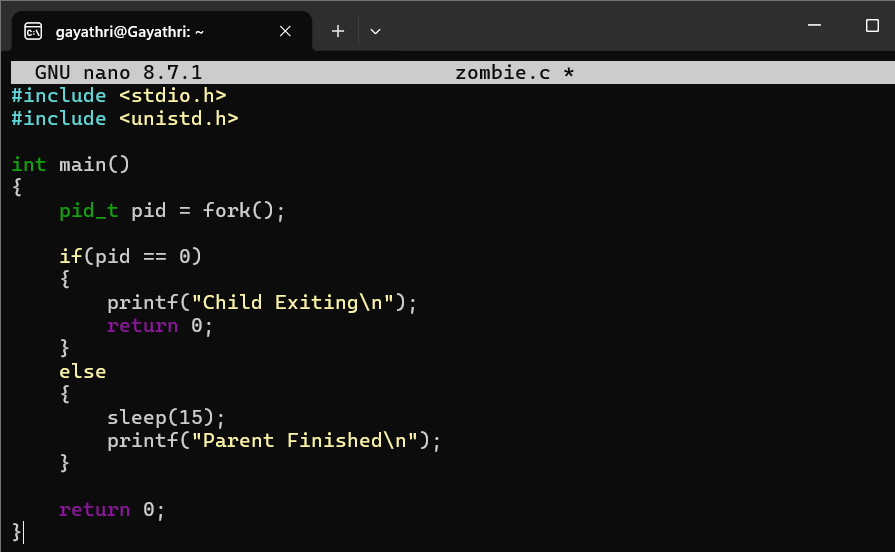 gayathri@Gayathri: ~
GNU nano 8.7.1 zombie.c *
#include <stdio.h>
#include <unistd.h>

int main()
{
    pid_t pid = fork();

    if(pid == 0)
    {
        printf("Child Exiting\n");
        return 0;
    }
    else
    {
        sleep(15);
        printf("Parent Finished\n");
    }

    return 0;
}